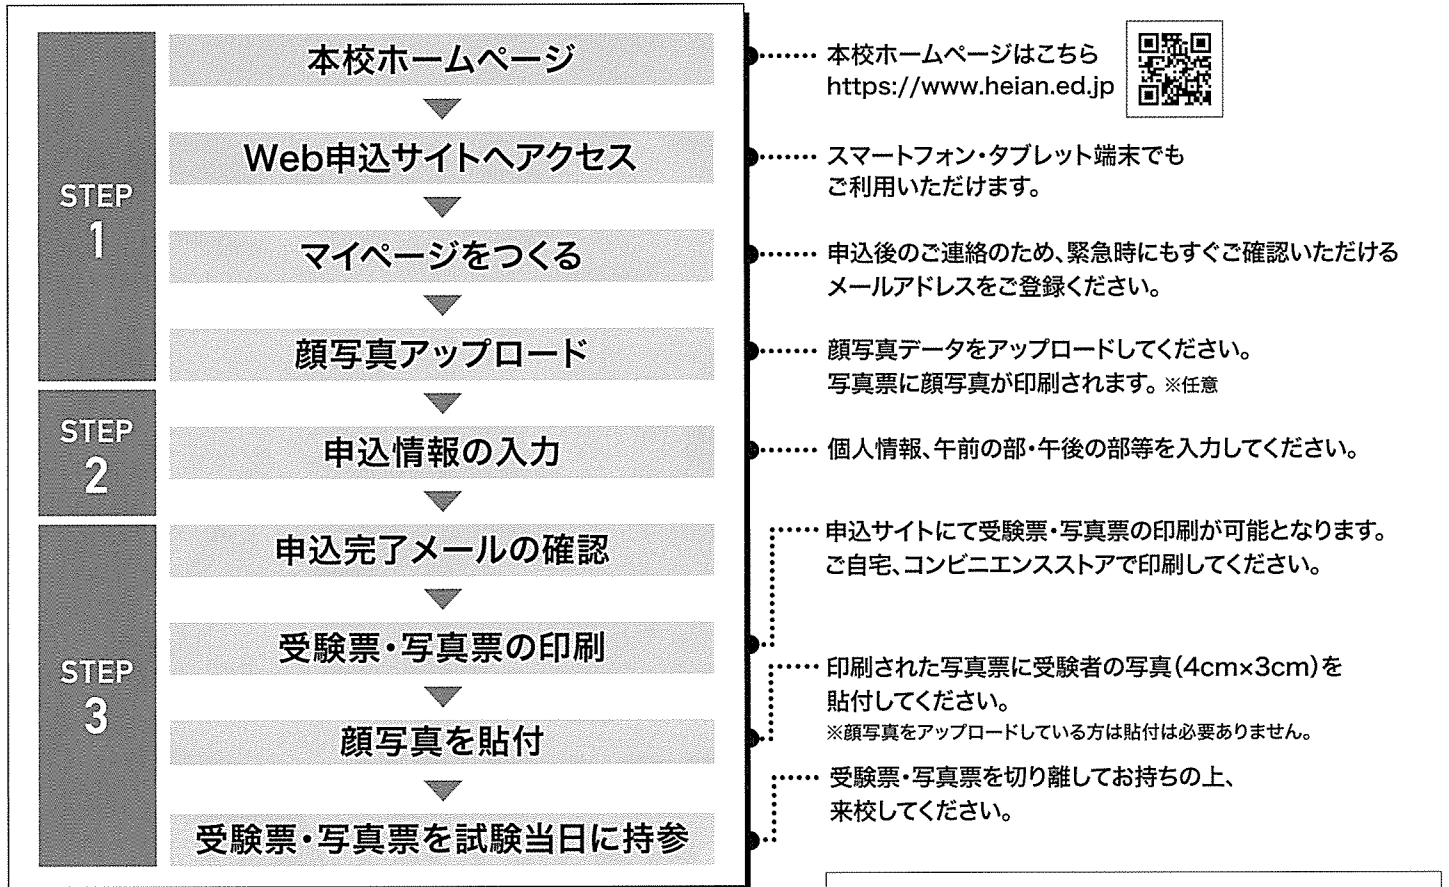 STEP
1
本校ホームページ
Web申込サイトへアクセス
マイページをつくる
顔写真アップロード
STEP
2
申込情報の入力
STEP
3
申込完了メールの確認
受験票・写真票の印刷
顔写真を貼付
受験票・写真票を試験当日に持参
本校ホームページはこちら
https://www.heian.ed.jp
スマートフォン・タブレット端末でも
ご利用いただけます。
申込後のご連絡のため、緊急時にもすぐご確認いただける
メールアドレスをご登録ください。
顔写真データをアップロードしてください。
写真票に顔写真が印刷されます。※任意
個人情報、午前の部・午後の部等を入力してください。
申込サイトにて受験票・写真票の印刷が可能となります。
ご自宅、コンビニエンスストアで印刷してください。
印刷された写真票に受験者の写真(4cm×3cm)を
貼付してください。
※顔写真をアップロードしている方は貼付は必要ありません。
受験票・写真票を切り離してお持ちの上、
来校してください。